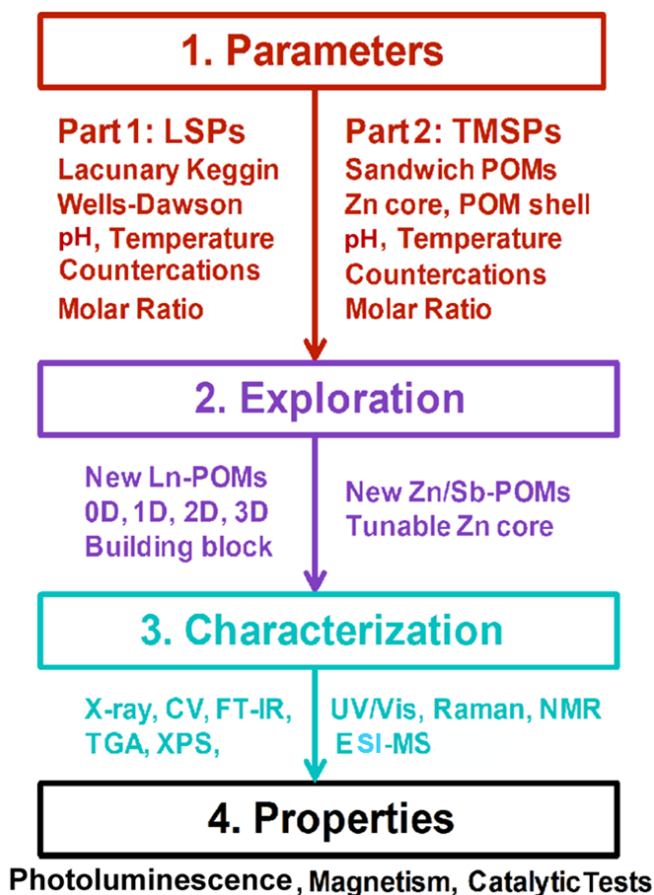 1. Parameters
Part 1: LSPs
Lacunary Keggin
Wells-Dawson
pH, Temperature
Countercations
Molar Ratio
Part 2: TMSPs
Sandwich POMs
Zn core, POM shell
pH, Temperature
Countercations
Molar Ratio
2. Exploration
New Ln-POMs
0D, 1D, 2D, 3D
Building block
New Zn/Sb-POMs
Tunable Zn core
3. Characterization
X-ray, CV, FT-IR,
TGA, XPS,
UV/Vis, Raman, NMR
ESI-MS
4. Properties
Photoluminescence, Magnetism, Catalytic Tests